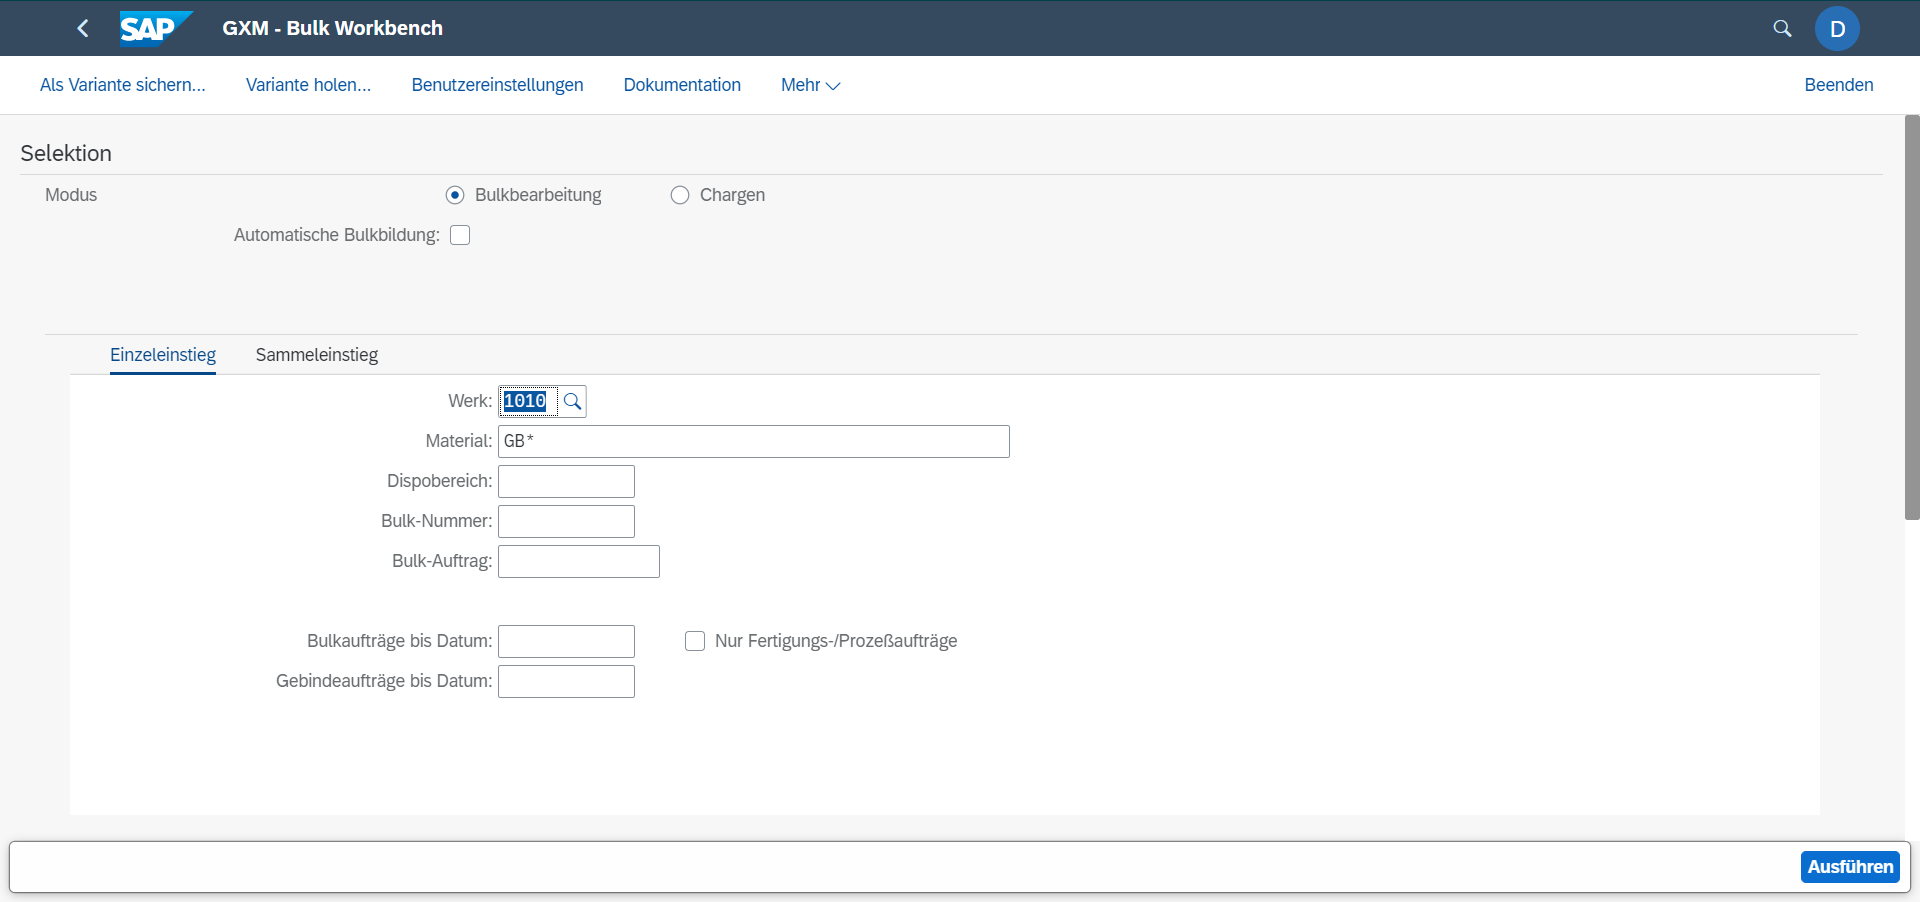 SAP GXM - Bulk Workbench D
Als Variante sichern... Variante holen... Benutzereinstellungen Dokumentation Mehr Beenden
Selektion
Modus Bulkbearbeitung Chargen
Automatische Bulkbildung:
Einzeleinstieg Sammeleinstieg
Werk: 1010
Material: GB*
Dispobereich:
Bulk-Nummer:
Bulk-Auftrag:
Bulkaufträge bis Datum: Nur Fertigungs-/Prozeßaufträge
Gebindeaufträge bis Datum:
Ausführen